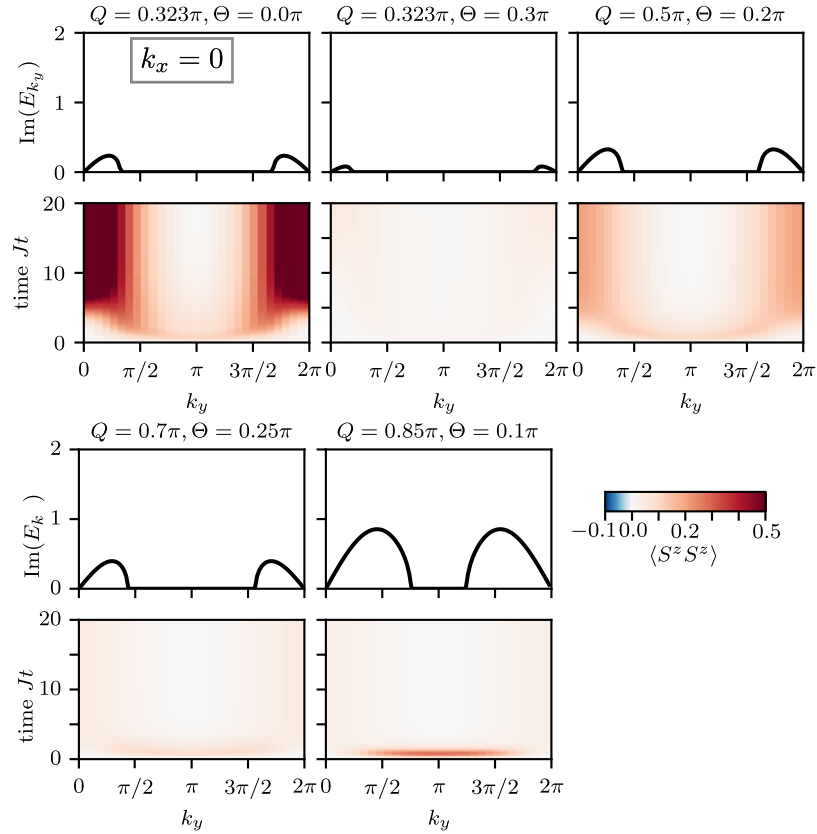 Q = 0.323π, Θ = 0.0π
Q = 0.323π, Θ = 0.3π
Q = 0.5π, Θ = 0.2π
Im(E_{k_y})
2
1
0
k_x = 0
time Jt
20
10
0
0 π/2 π 3π/2 2π
0 π/2 π 3π/2 2π
0 π/2 π 3π/2 2π
k_y
k_y
k_y
Q = 0.7π, Θ = 0.25π
Q = 0.85π, Θ = 0.1π
Im(E_k )
2
1
0
−0.10 0.0 0.2 0.5
⟨S^z S^z⟩
time Jt
20
10
0
0 π/2 π 3π/2 2π
0 π/2 π 3π/2 2π
k_y
k_y